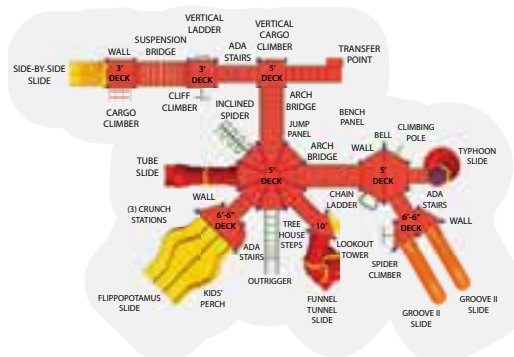 VERTICAL
LADDER
VERTICAL
CARGO
CLIMBER
SUSPENSION
BRIDGE
WALL
ADA
STAIRS
TRANSFER
POINT
SIDE-BY-SIDE
SLIDE
3'
DECK
3'
DECK
5'
DECK
CARGO
CLIMBER
CLIFF
CLIMBER
INCLINED
SPIDER
ARCH
BRIDGE
JUMP
PANEL
BENCH
PANEL
ARCH
BRIDGE
WALL
BELL
CLIMBING
POLE
TYPHOON
SLIDE
TUBE
SLIDE
5'
DECK
5'
DECK
WALL
CHAIN
LADDER
ADA
STAIRS
(3) CRUNCH
STATIONS
6'-6"
DECK
TREE
HOUSE
STEPS
10'
6'-6"
DECK
WALL
ADA
STAIRS
LOOKOUT
TOWER
SPIDER
CLIMBER
OUTRIGGER
KIDS'
PERCH
FLIPPOPOTAMUS
SLIDE
FUNNEL
TUNNEL
SLIDE
GROOVE II
SLIDE
GROOVE II
SLIDE